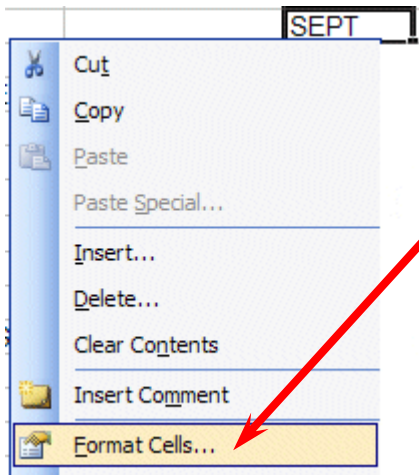 SEPT
Cut
Copy
Paste
Paste Special...
Insert...
Delete...
Clear Contents
Insert Comment
Format Cells...